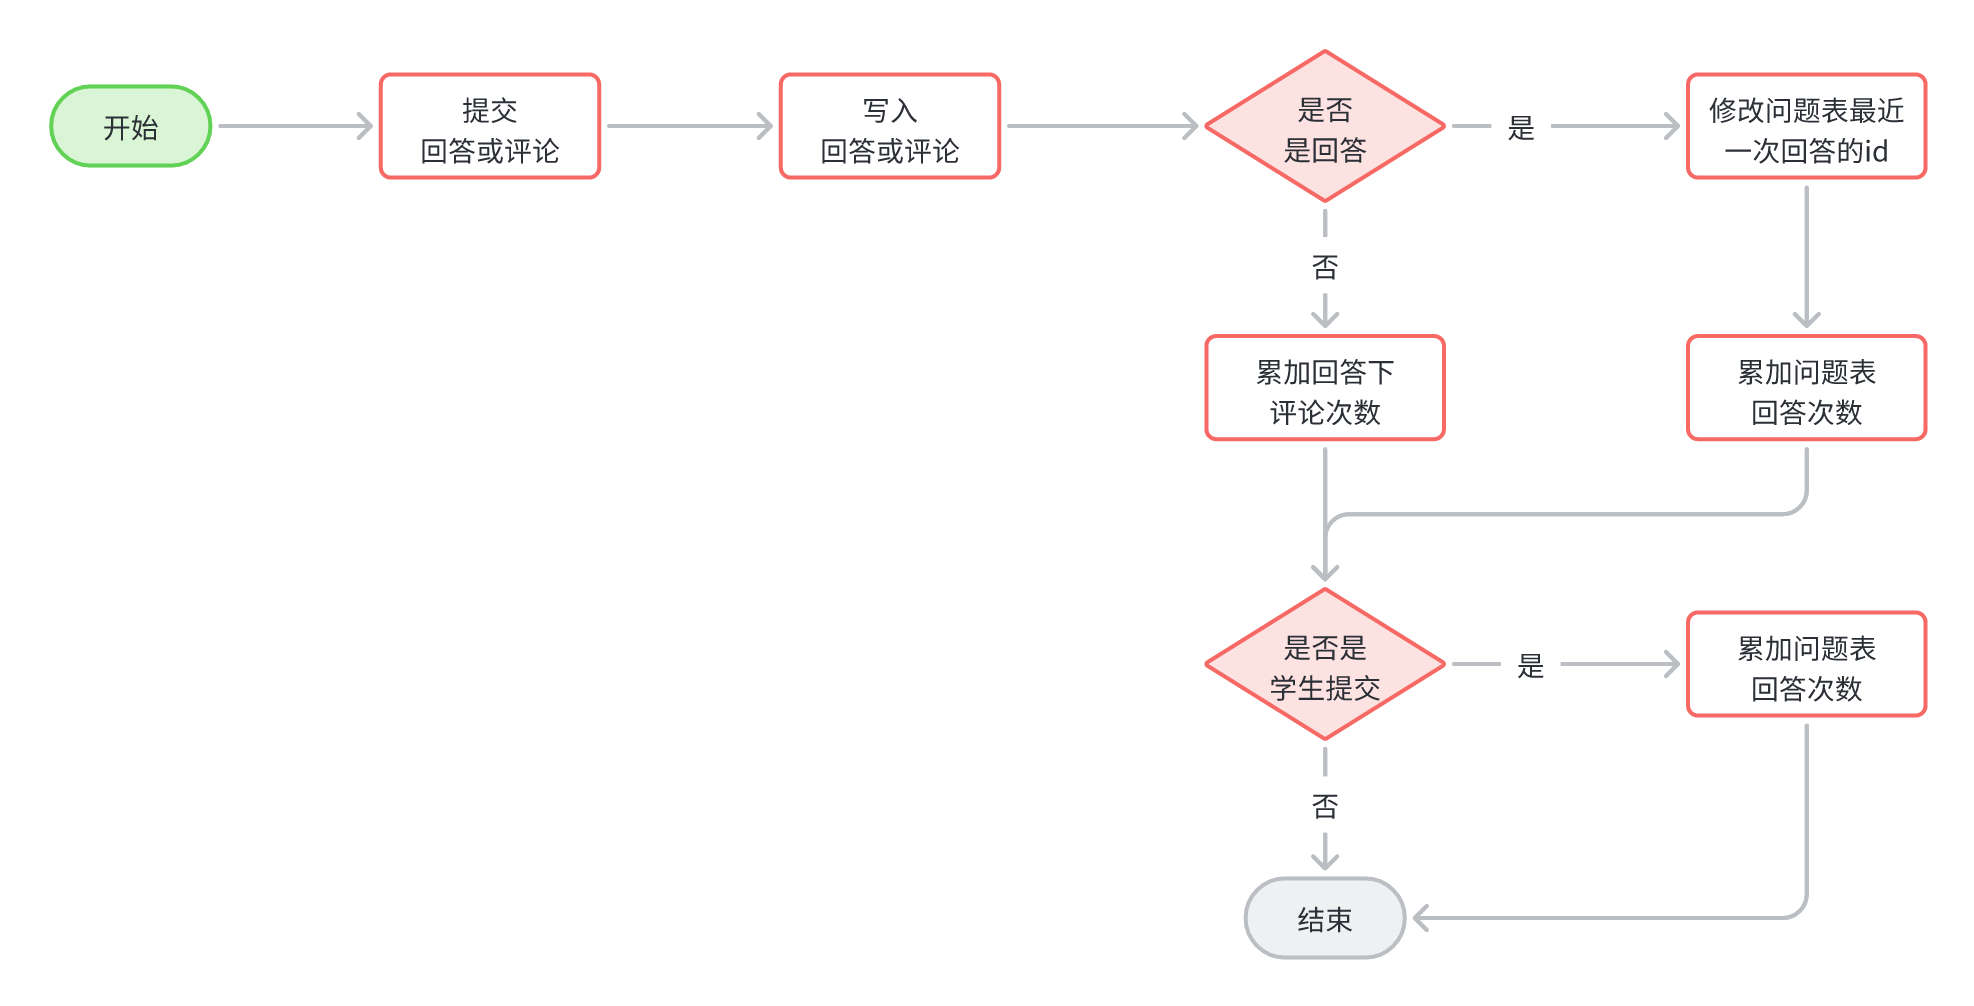 开始
提交
回答或评论
写入
回答或评论
是否
是回答
是
修改问题表最近
一次回答的id
否
累加回答下
评论次数
累加问题表
回答次数
是否是
学生提交
是
累加问题表
回答次数
否
结束